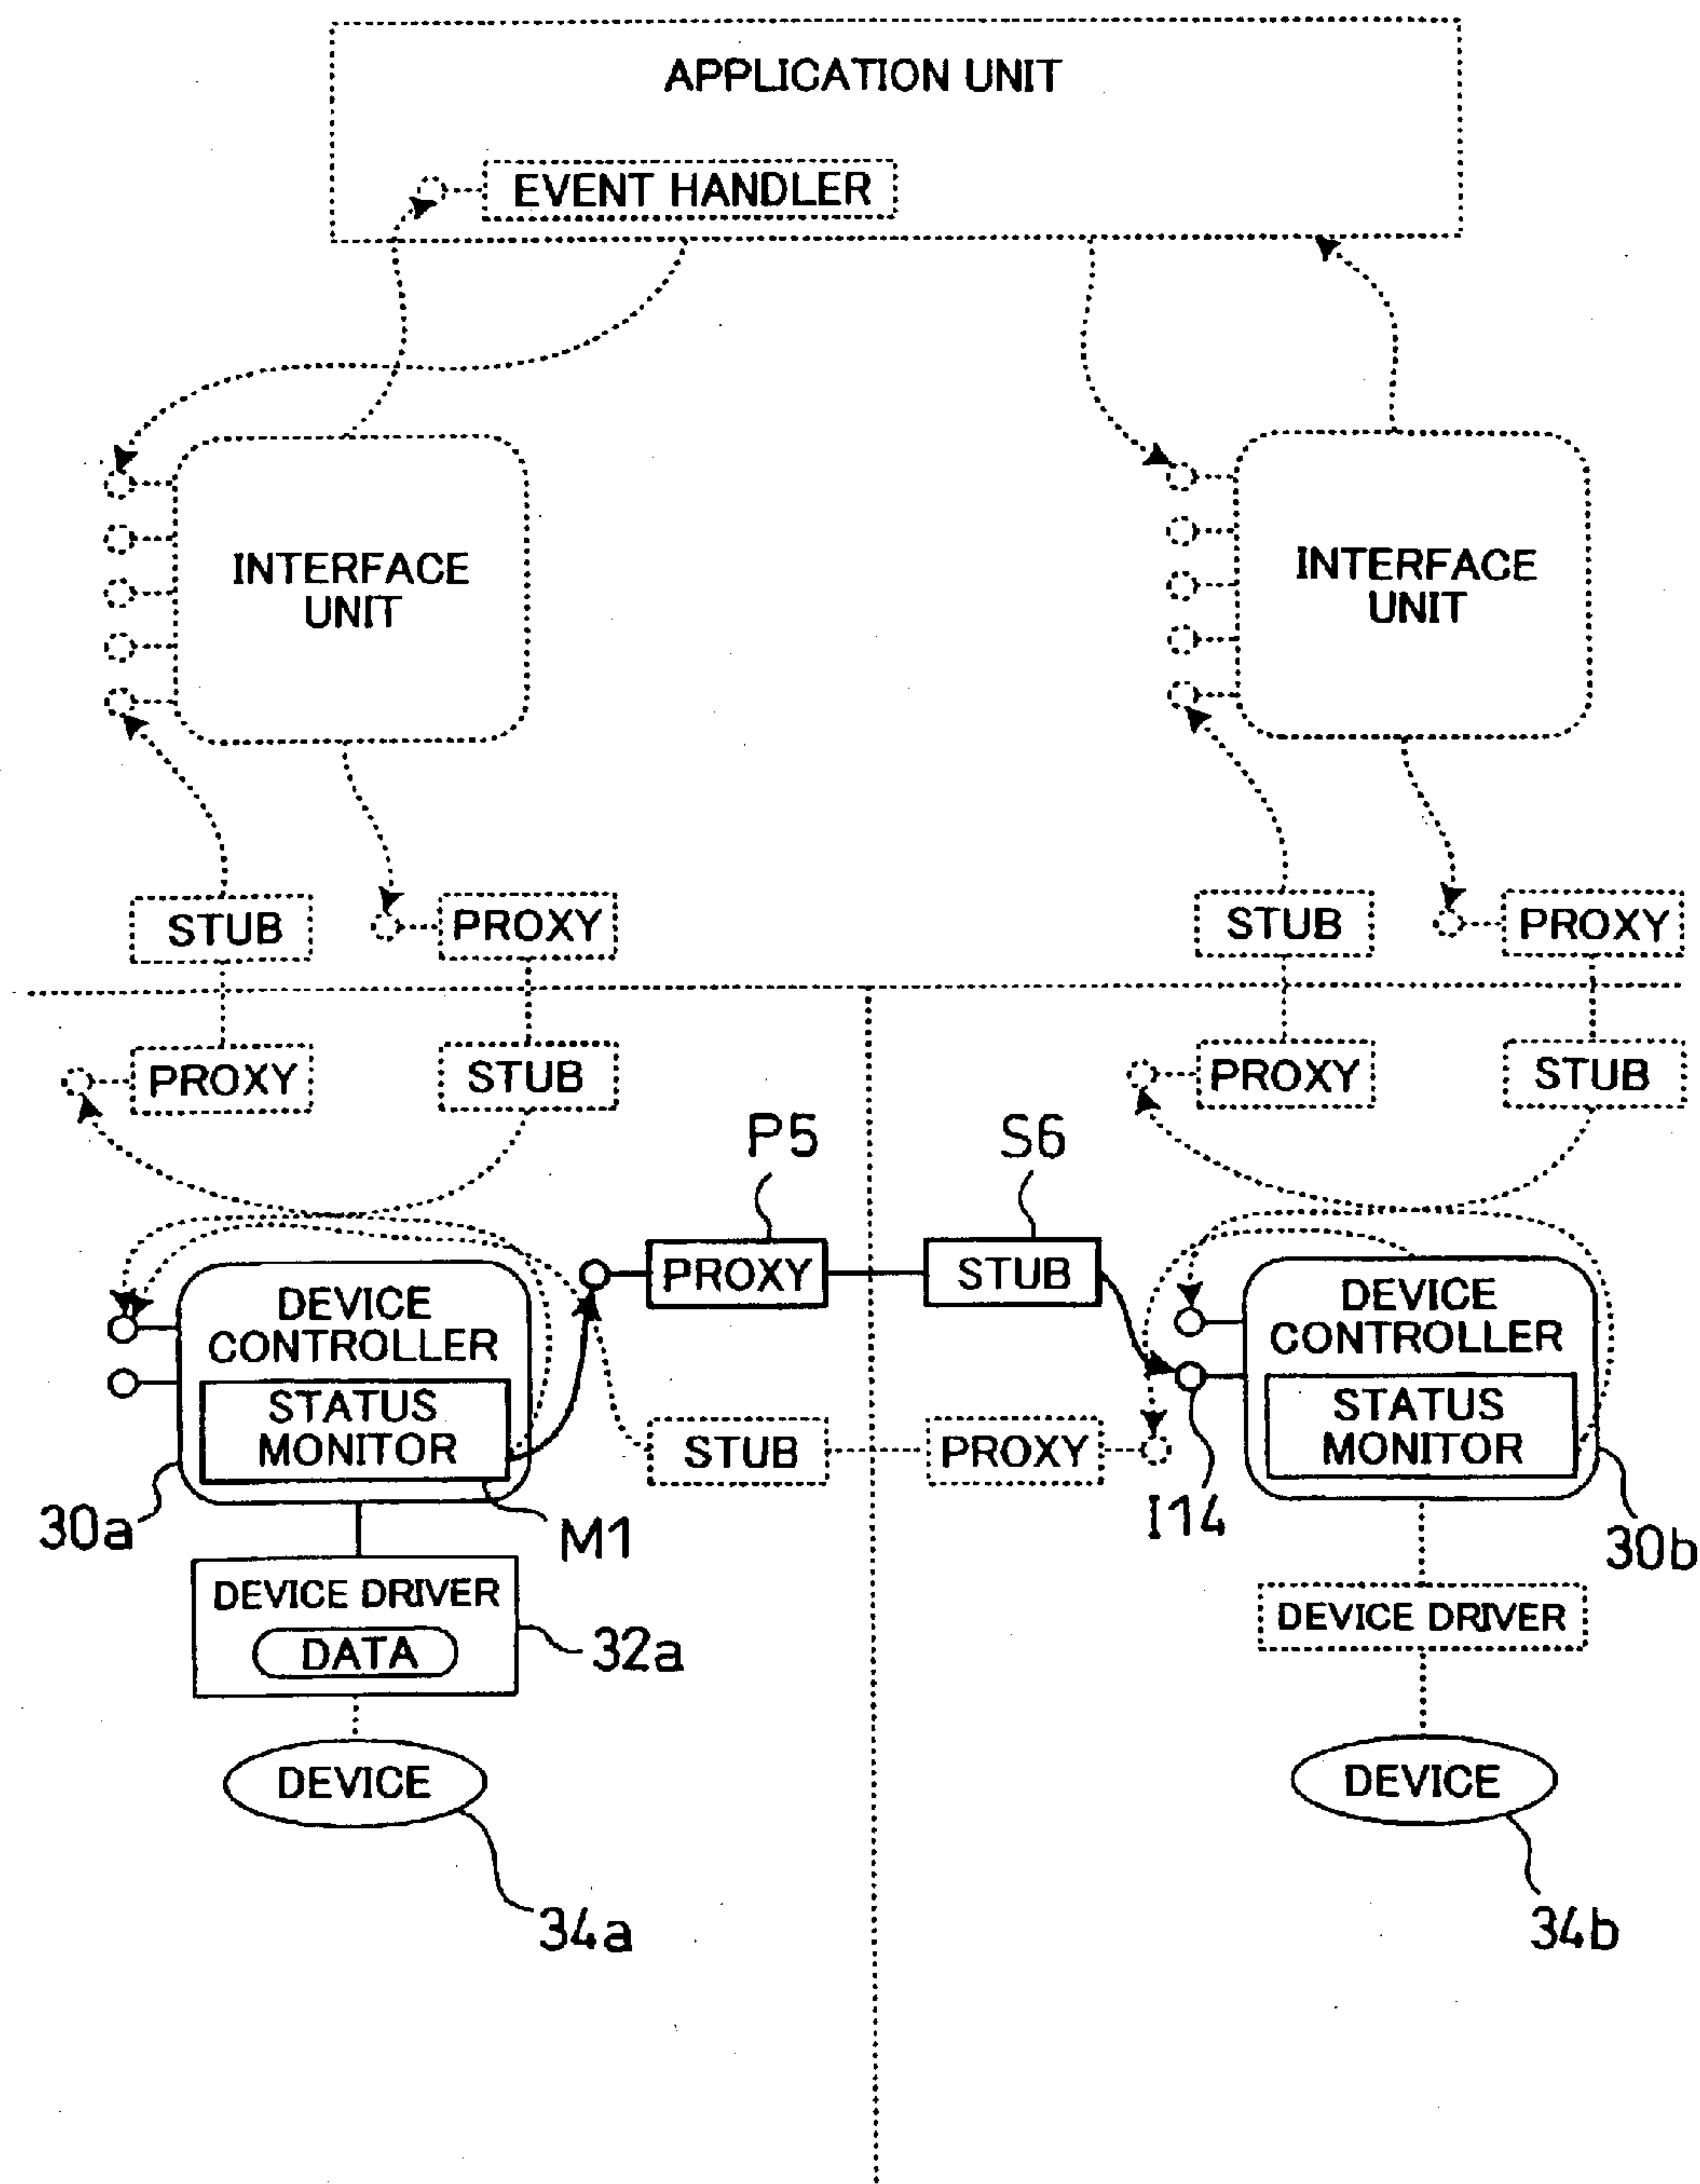 APPLICATION UNIT
EVENT HANDLER
INTERFACE
UNIT
INTERFACE
UNIT
STUB
PROXY
STUB
PROXY
PROXY
STUB
PROXY
STUB
P5
S6
PROXY
STUB
DEVICE
CONTROLLER
STATUS
MONITOR
DEVICE
CONTROLLER
STATUS
MONITOR
STUB
PROXY
30a
M1
I14
30b
DEVICE DRIVER
DATA
32a
DEVICE DRIVER
DEVICE
DEVICE
34a
34b